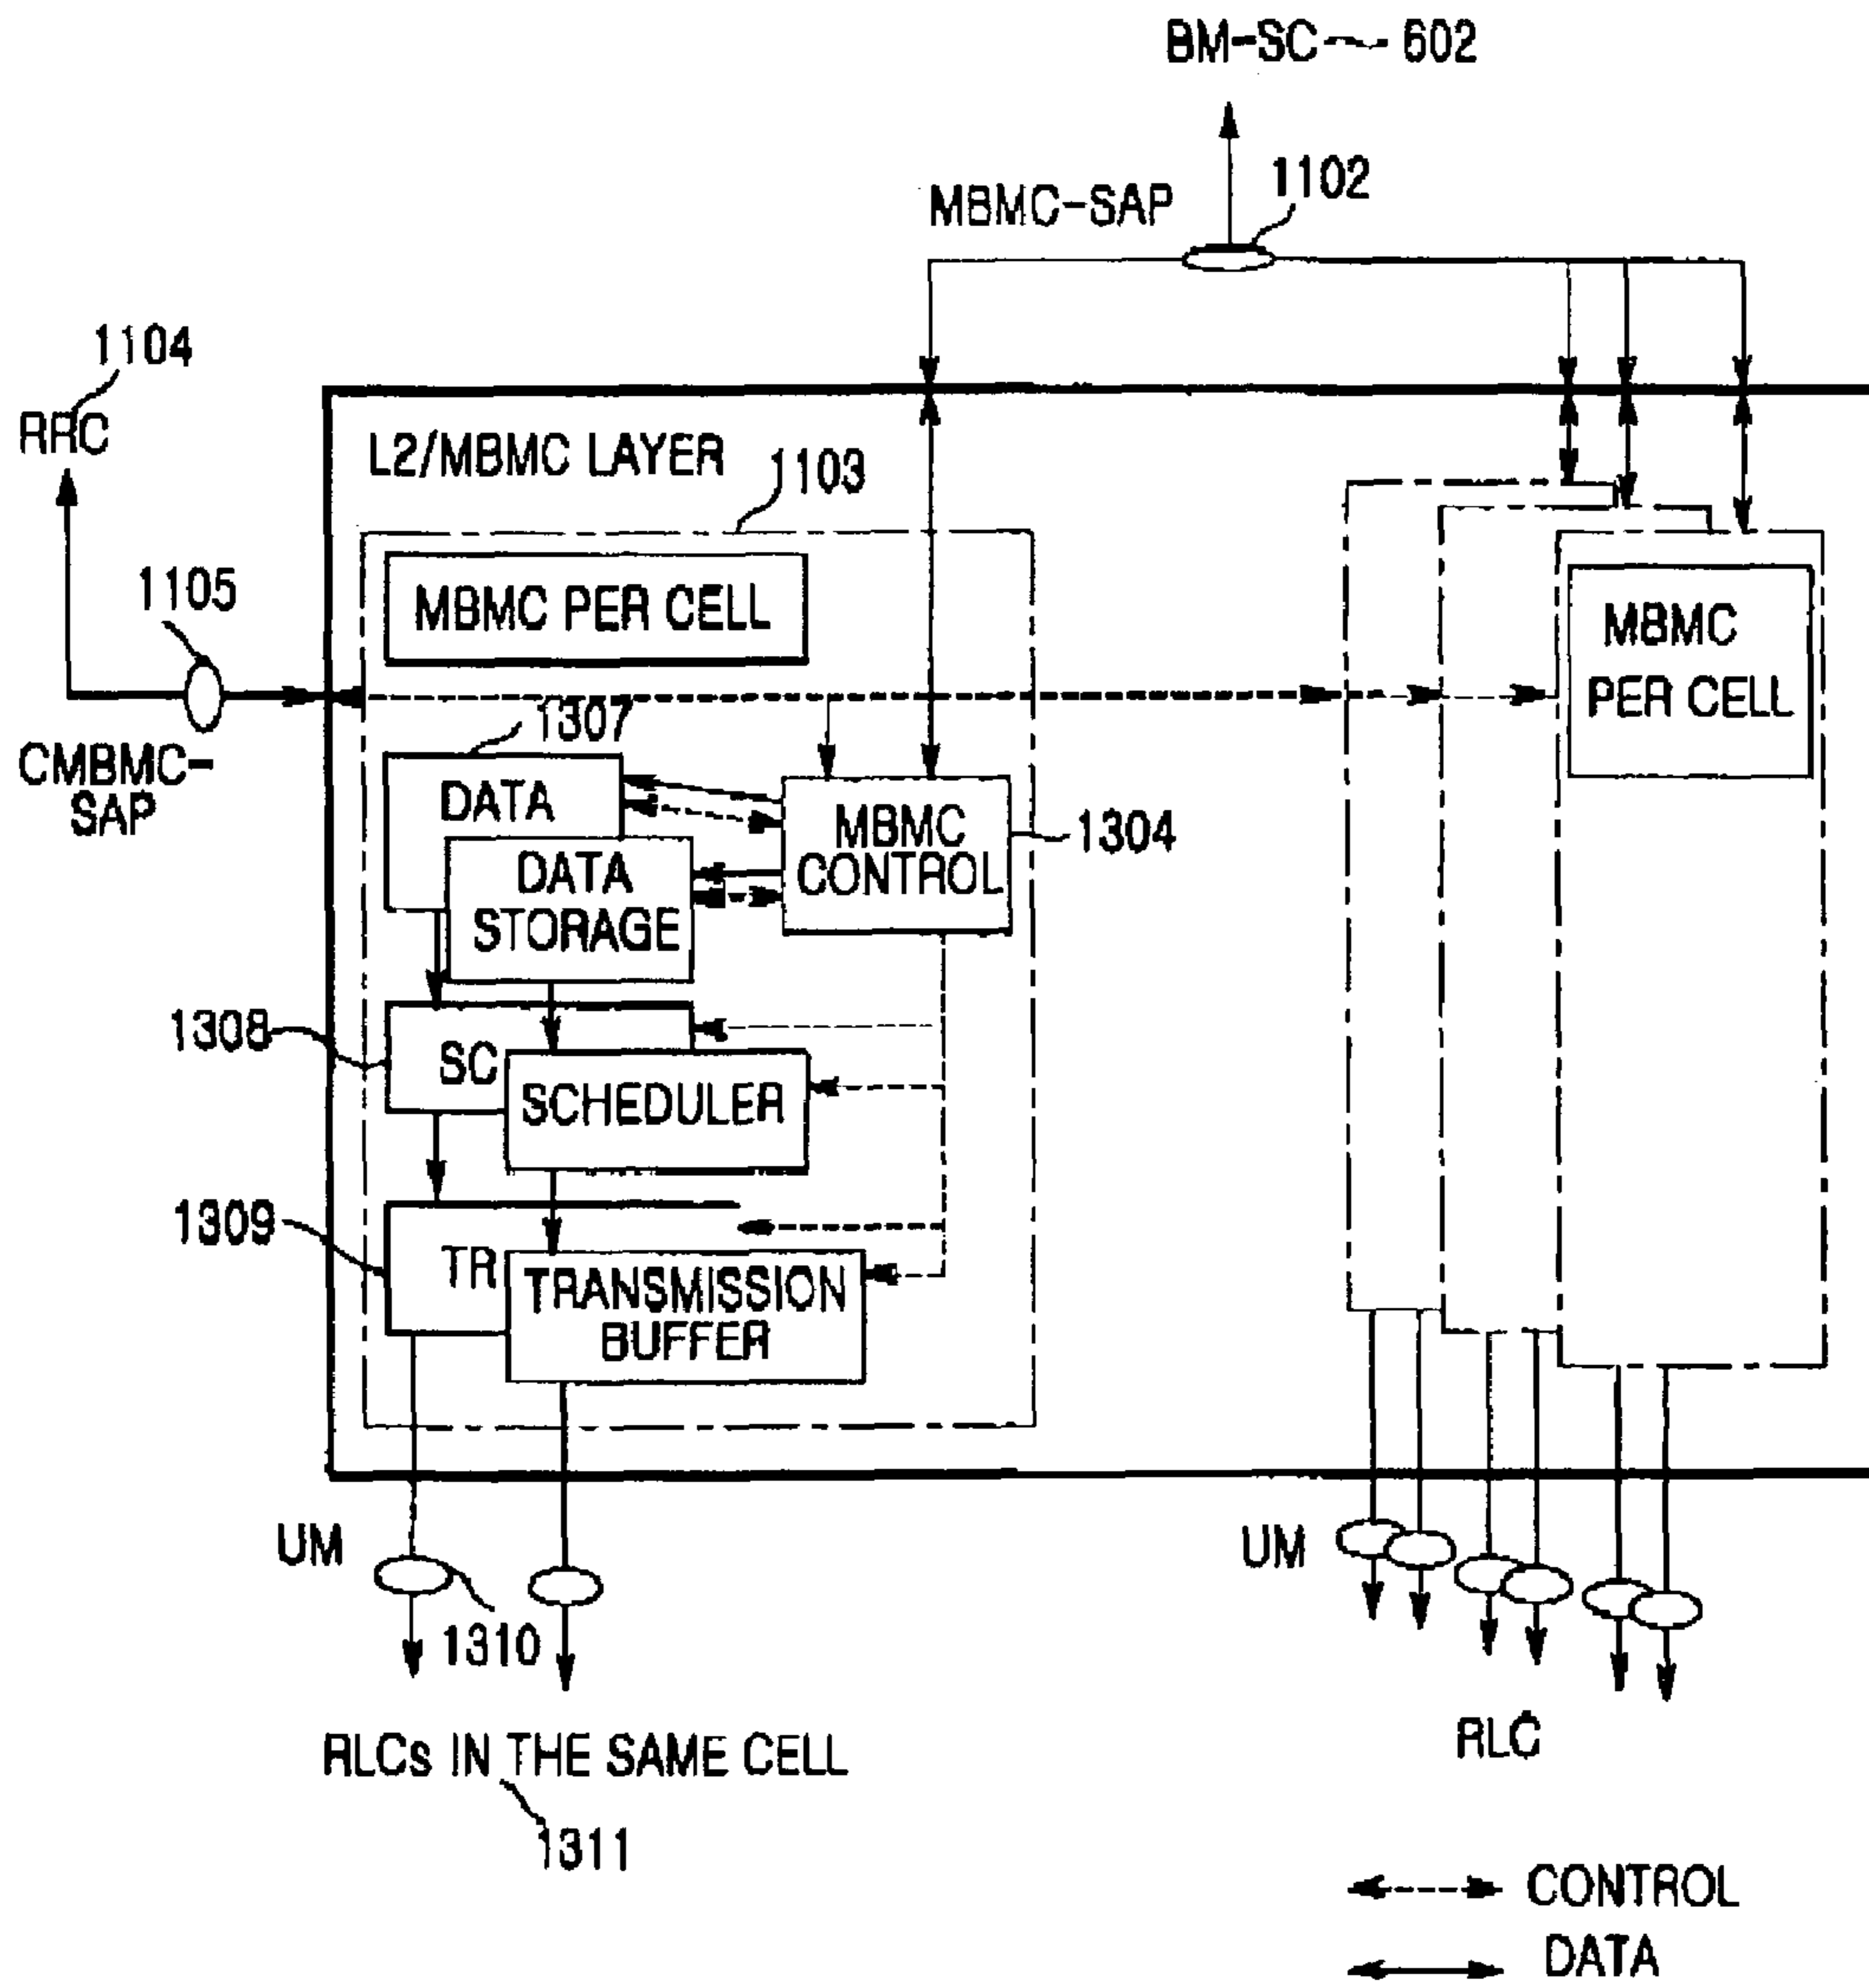 BM-SC 602
MBMC-SAP
1102
1104
RRC
L2/MBMC LAYER
1103
1105
MBMC PER CELL
MBMC
PER CELL
CMBMC-
SAP
1307
DATA
MBMC
CONTROL
1304
DATA
STORAGE
1308
SC
SCHEDULER
1309
TR
TRANSMISSION
BUFFER
UM
UM
1310
RLCs IN THE SAME CELL
1311
RLC
CONTROL
DATA